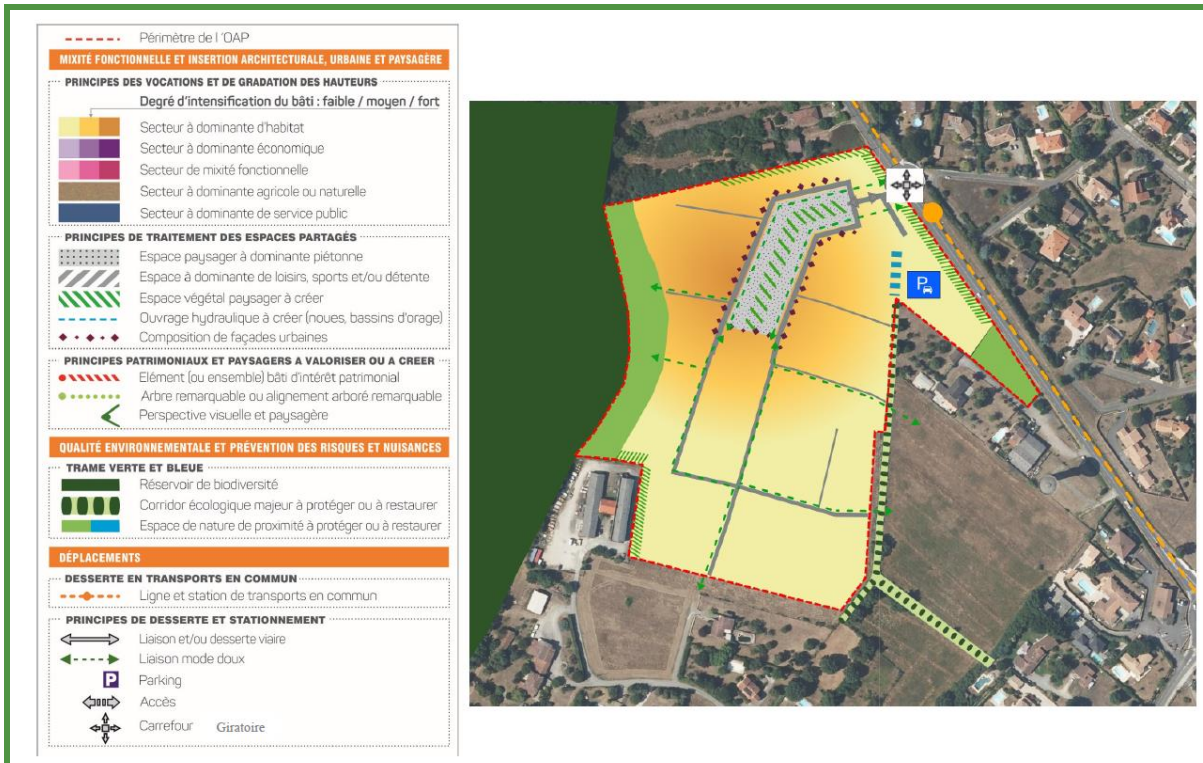 Périmètre de l 'OAP
MIXITÉ FONCTIONNELLE ET INSERTION ARCHITECTURALE, URBAINE ET PAYSAGÈRE
PRINCIPES DES VOCATIONS ET DE GRADATION DES HAUTEURS
Degré d'intensification du bâti : faible / moyen / fort
Secteur à dominante d'habitat
Secteur à dominante économique
Secteur de mixité fonctionnelle
Secteur à dominante agricole ou naturelle
Secteur à dominante de service public
PRINCIPES DE TRAITEMENT DES ESPACES PARTAGÉS
Espace paysager à dominante piétonne
Espace à dominante de loisirs, sports et/ou détente
Espace végétal paysager à créer
Ouvrage hydraulique à créer (noues, bassins d'orage)
Composition de façades urbaines
PRINCIPES PATRIMONIAUX ET PAYSAGERS A VALORISER OU A CREER
Elément (ou ensemble) bâti d'intérêt patrimonial
Arbre remarquable ou alignement arboré remarquable
Perspective visuelle et paysagère
QUALITÉ ENVIRONNEMENTALE ET PRÉVENTION DES RISQUES ET NUISANCES
TRAME VERTE ET BLEUE
Réservoir de biodiversité
Corridor écologique majeur à protéger ou à restaurer
Espace de nature de proximité à protéger ou à restaurer
DÉPLACEMENTS
DESSERTE EN TRANSPORTS EN COMMUN
Ligne et station de transports en commun
PRINCIPES DE DESSERTE ET STATIONNEMENT
Liaison et/ou desserte viaire
Liaison mode doux
P Parking
Accès
Carrefour Giratoire
P